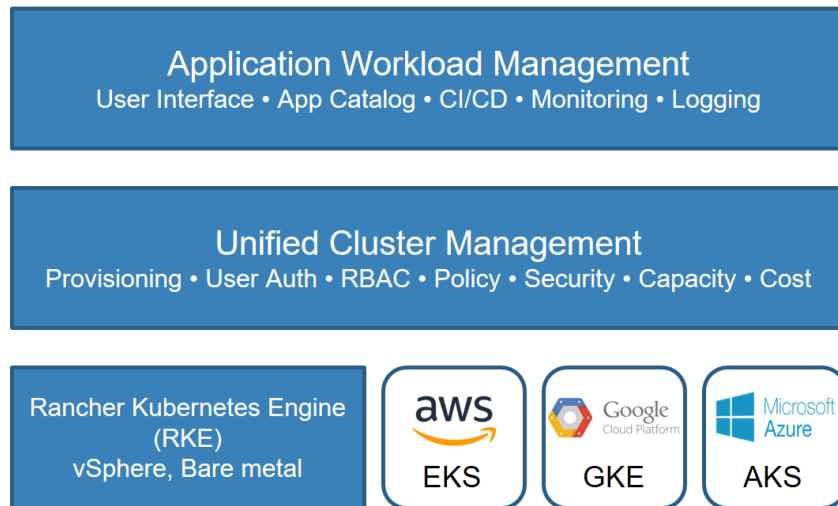 Application Workload Management
User Interface • App Catalog • CI/CD • Monitoring • Logging
Unified Cluster Management
Provisioning • User Auth • RBAC • Policy • Security • Capacity • Cost
Rancher Kubernetes Engine
(RKE)
vSphere, Bare metal
aws
EKS
Google
Cloud Platform
GKE
Microsoft
Azure
AKS